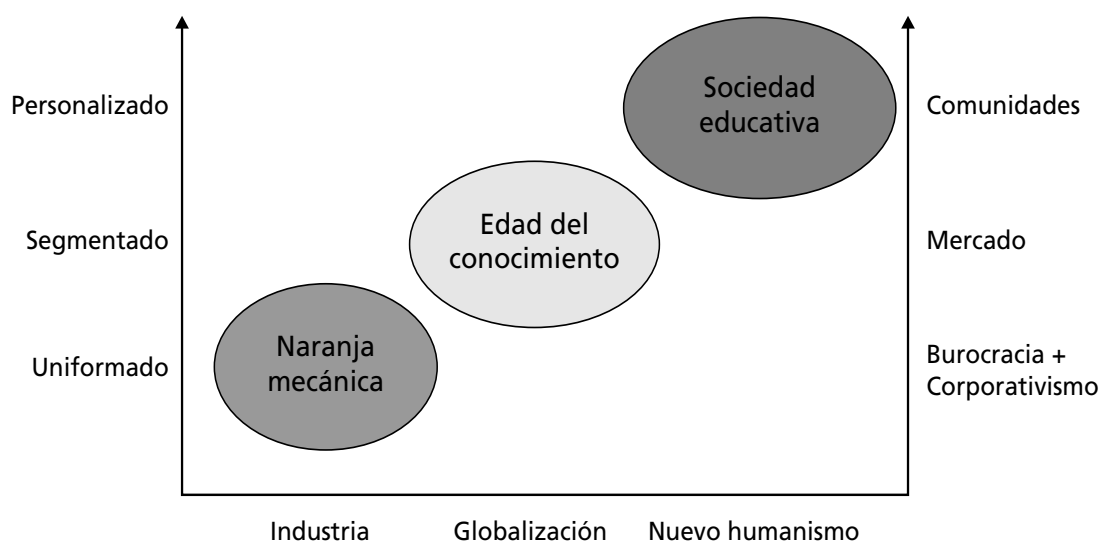 Sociedad
educativa
Personalizado
Comunidades
Edad del
conocimiento
Segmentado
Mercado
Naranja
mecánica
Uniformado
Burocracia +
Corporativismo
Industria
Globalización
Nuevo humanismo